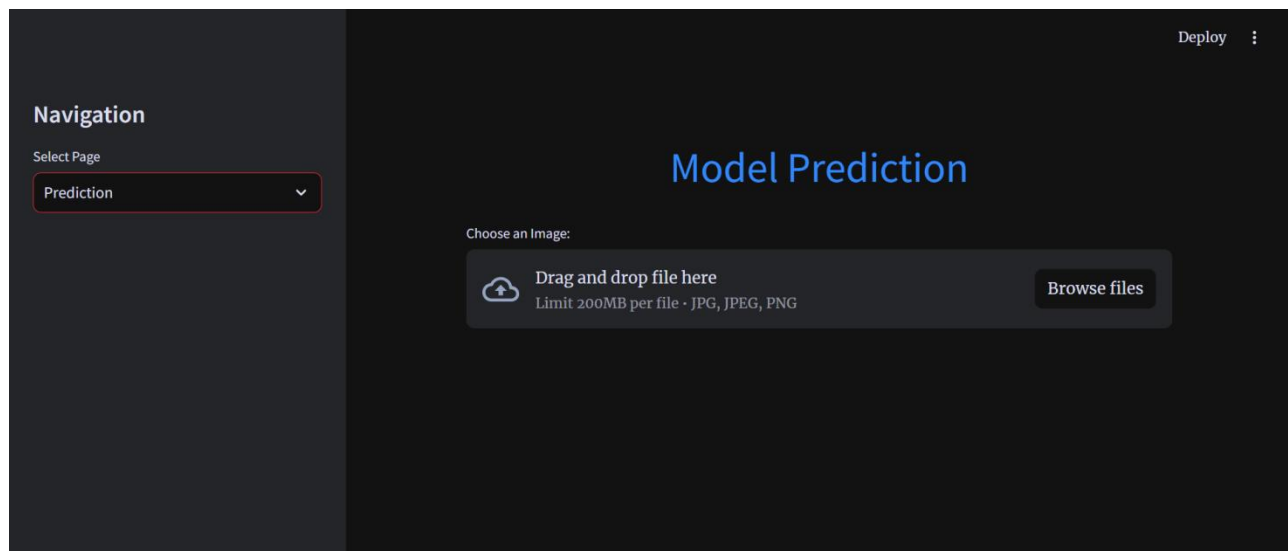 Deploy
Navigation
Select Page
Prediction
Model Prediction
Choose an Image:
Drag and drop file here
Limit 200MB per file • JPG, JPEG, PNG
Browse files